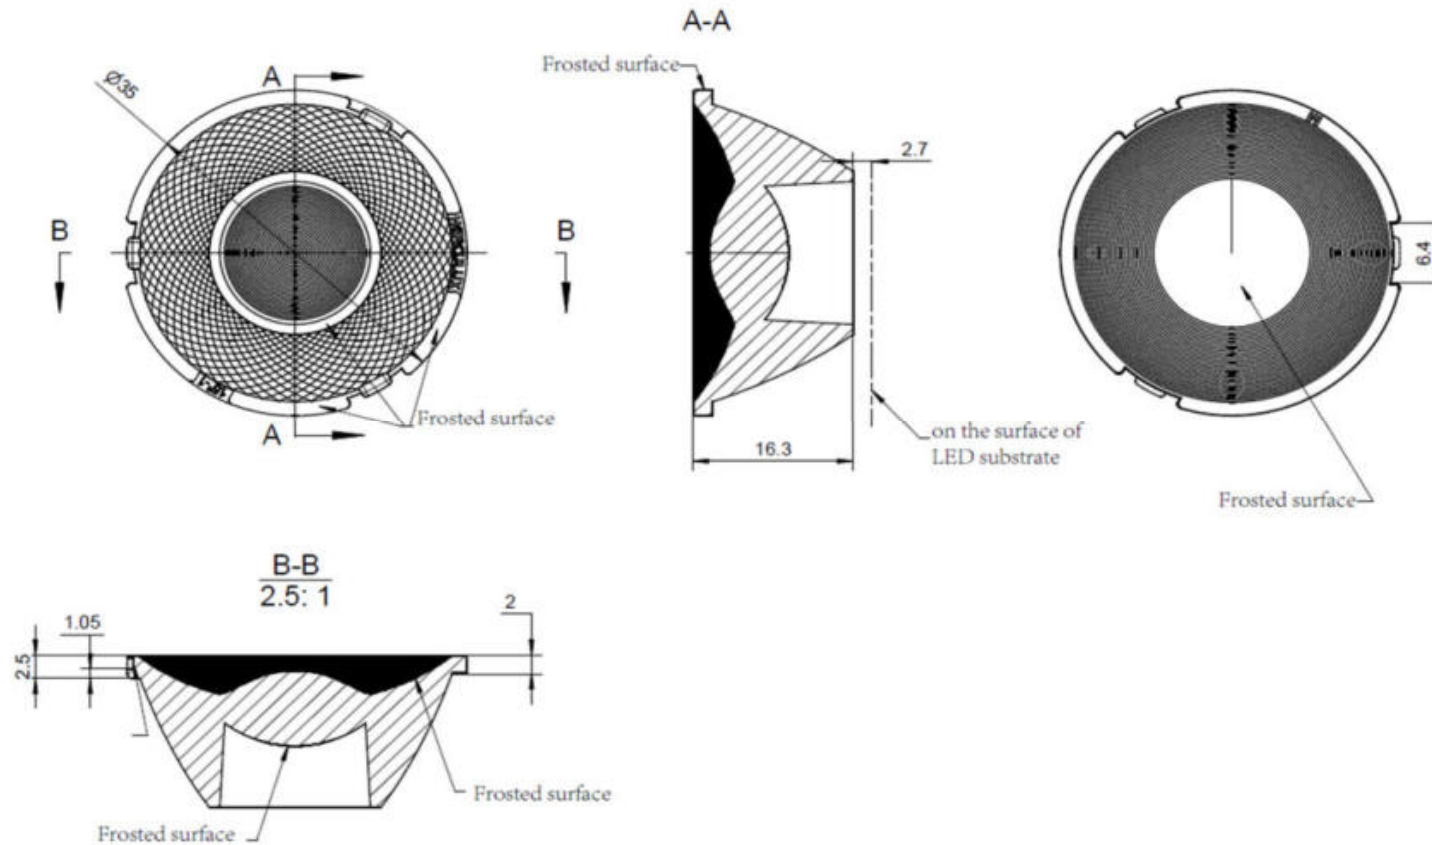 A-A
Frosted surface
Ø35
A
2.7
B
B
6.4
Frosted surface
A
on the surface of
LED substrate
16.3
Frosted surface
B-B
2.5: 1
1.05
2
2.5
Frosted surface
Frosted surface